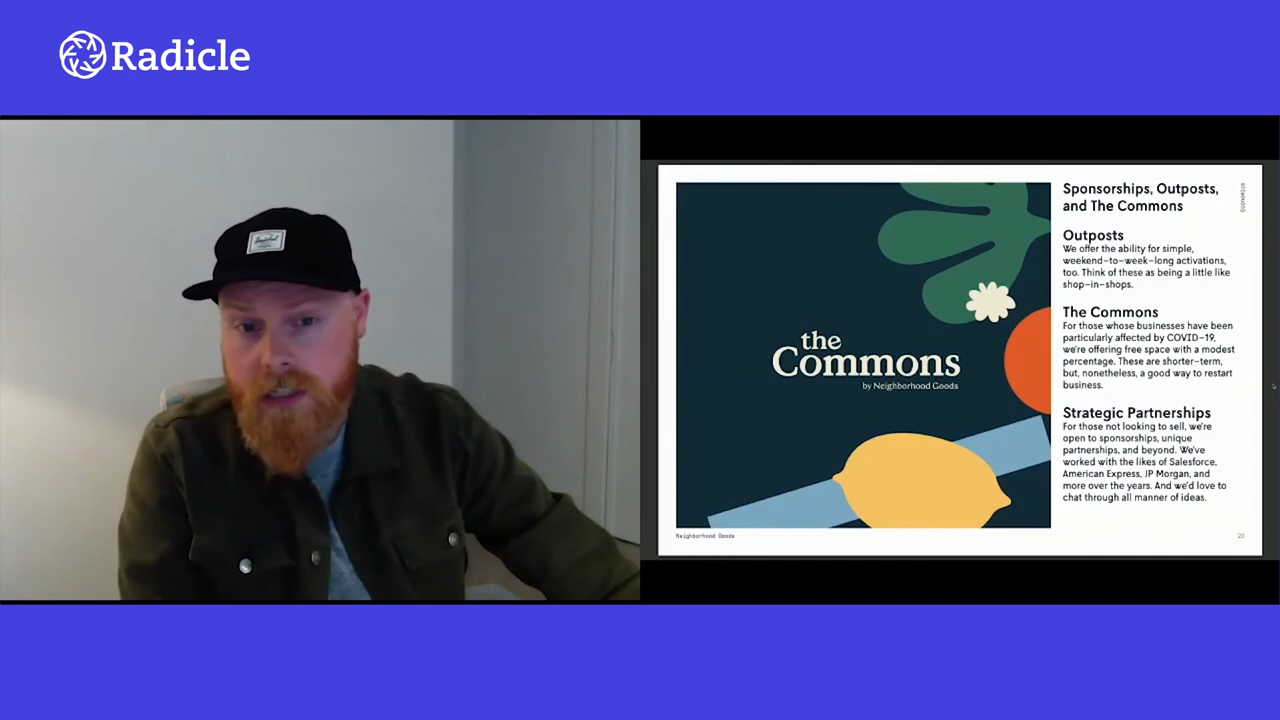 Radicle
the
Commons
by Neighborhood Goods
Sponsorships, Outposts,
and The Commons
Economics
Outposts
We offer the ability for simple,
weekend-to-week-long activations,
too. Think of these as being a little like
shop-in-shops.
The Commons
For those whose businesses have been
particularly affected by COVID-19,
we're offering free space with a modest
percentage. These are shorter-term,
but, nonetheless, a good way to restart
business.
Strategic Partnerships
For those not looking to sell, we're
open to sponsorships, unique
partnerships, and beyond. We've
worked with the likes of Salesforce,
American Express, JP Morgan, and
more over the years. And we'd love to
chat through all manner of ideas.
Neighborhood Goods